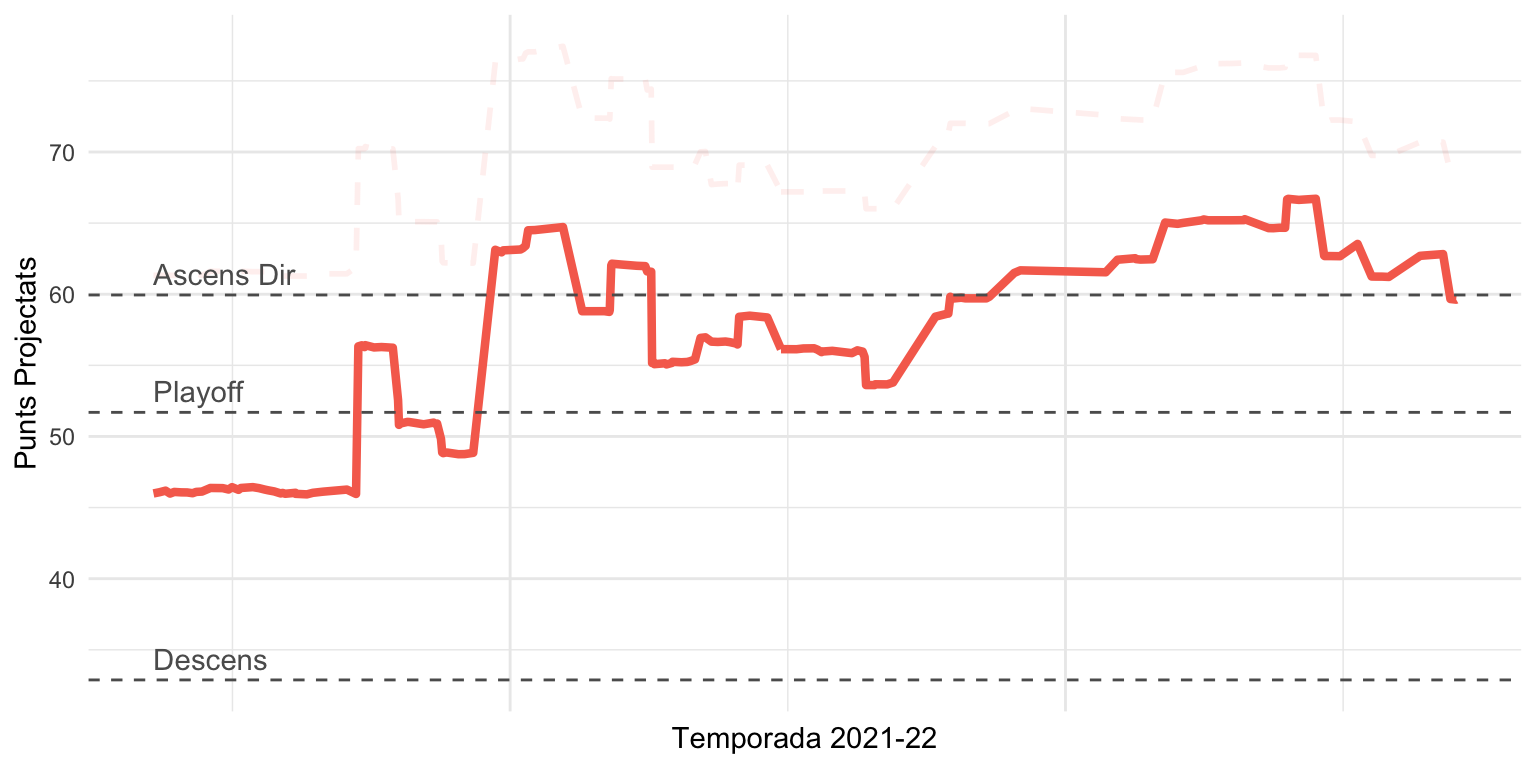 Punts Projectats
70
60
50
40
Ascens Dir
Playoff
Descens
Temporada 2021-22